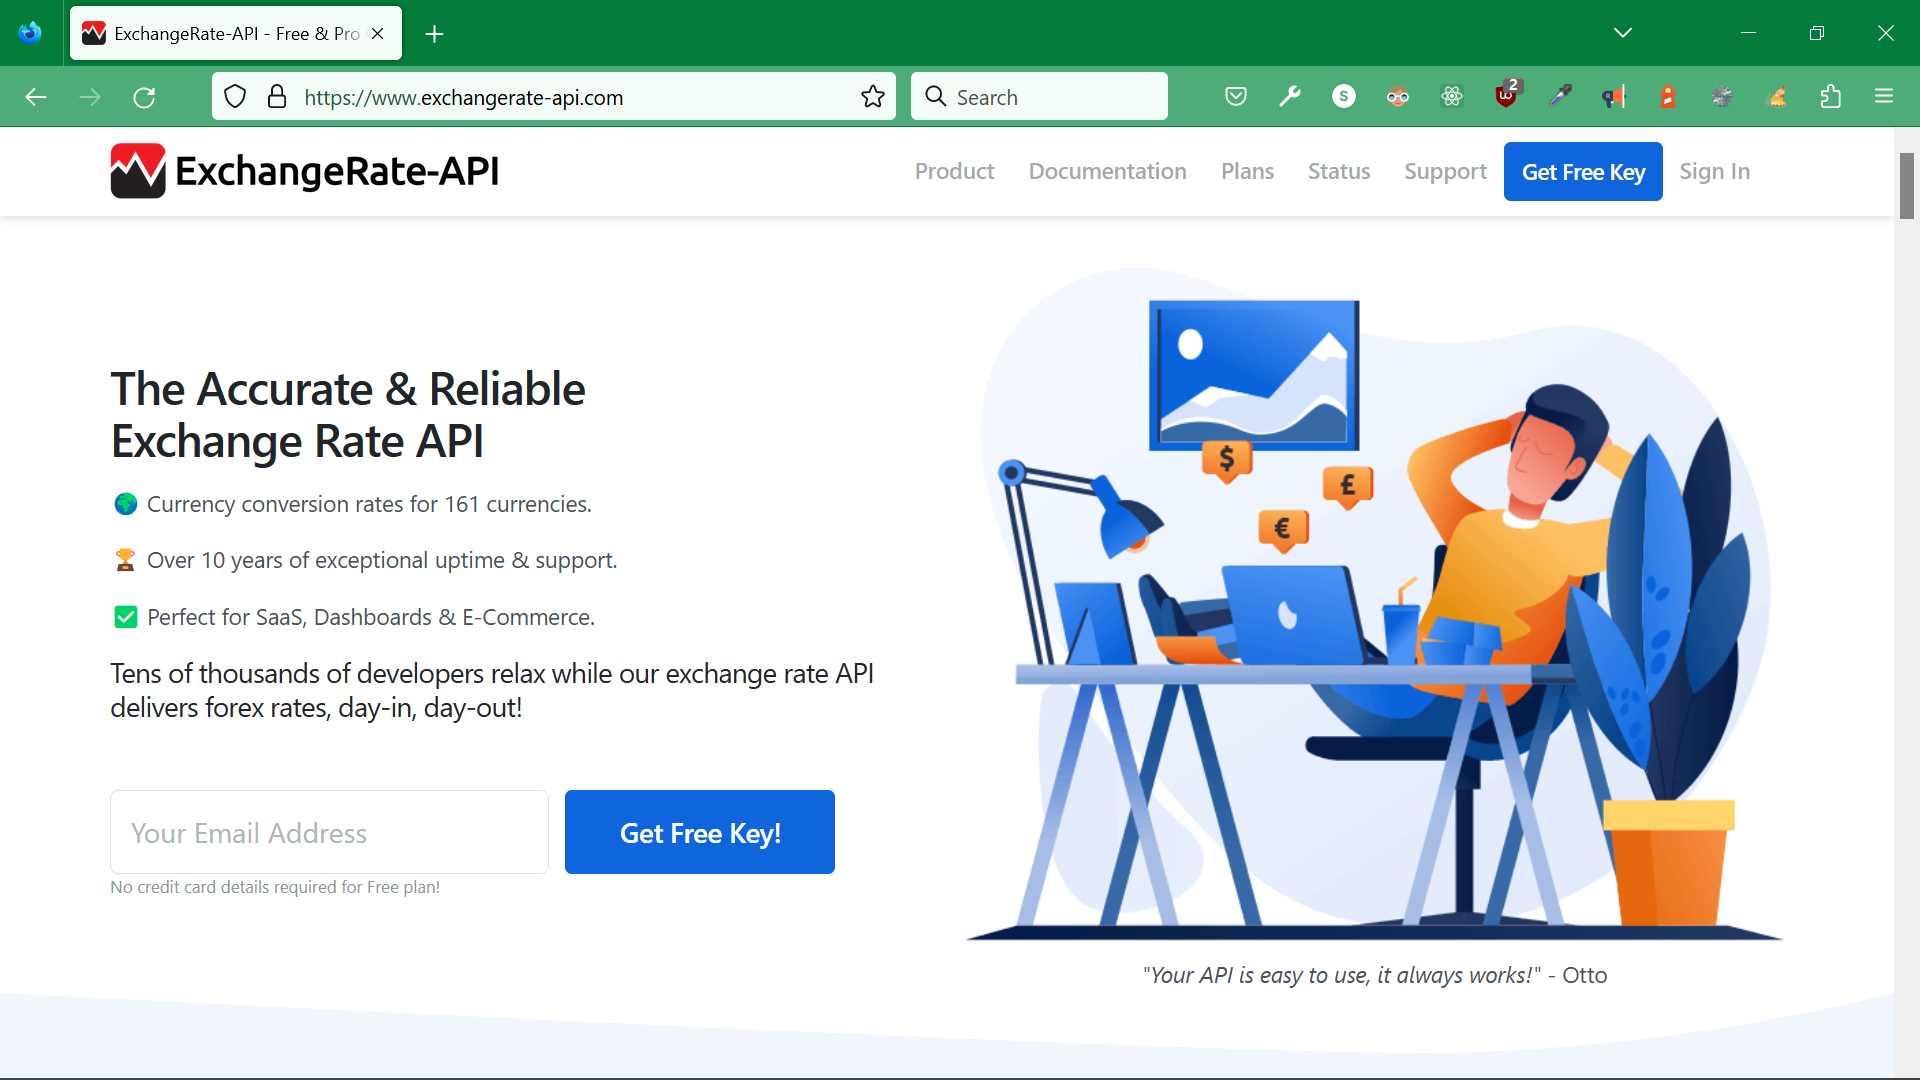 ExchangeRate-API - Free & Pro
https://www.exchangerate-api.com
Search
S
2
ExchangeRate-API
Product
Documentation
Plans
Status
Support
Get Free Key
Sign In
The Accurate & Reliable
Exchange Rate API
Currency conversion rates for 161 currencies.
Over 10 years of exceptional uptime & support.
Perfect for SaaS, Dashboards & E-Commerce.
Tens of thousands of developers relax while our exchange rate API
delivers forex rates, day-in, day-out!
Your Email Address
Get Free Key!
No credit card details required for Free plan!
$
£
€
"Your API is easy to use, it always works!" - Otto